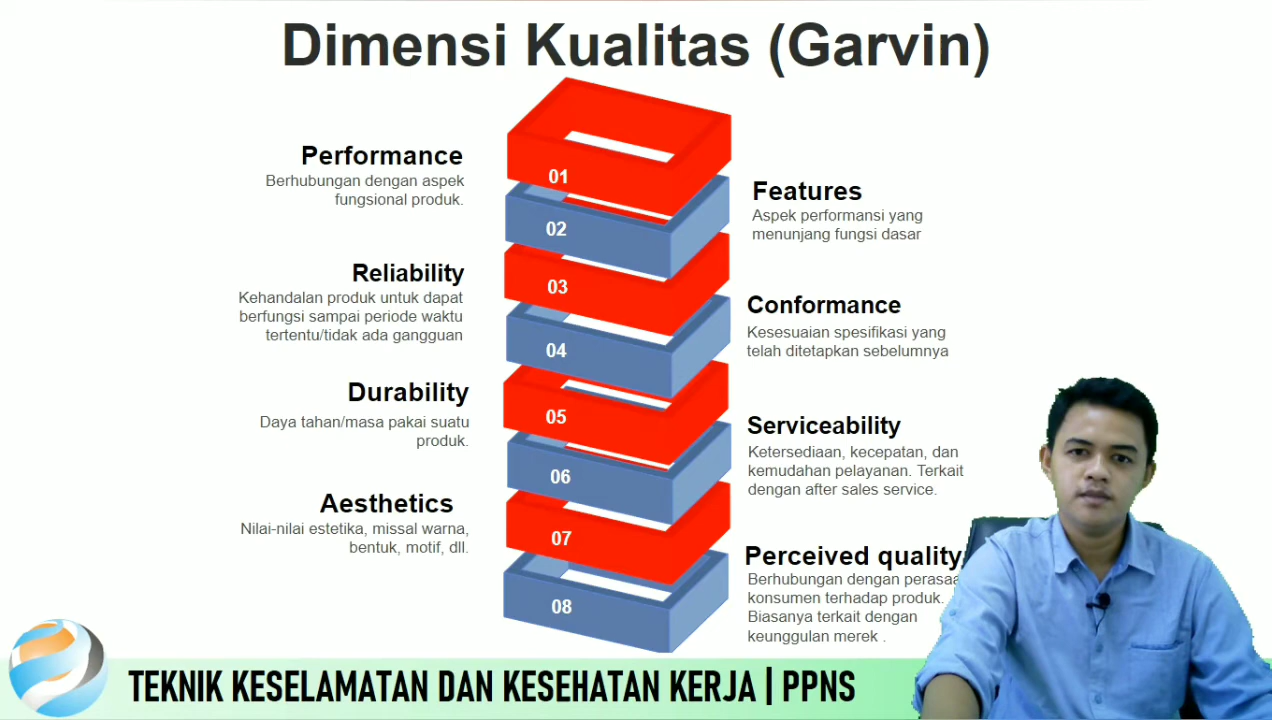 Dimensi Kualitas (Garvin)
Performance
Berhubungan dengan aspek
fungsional produk.
01
Features
Aspek performansi yang
menunjang fungsi dasar
02
Reliability
Kehandalan produk untuk dapat
berfungsi sampai periode waktu
tertentu/tidak ada gangguan
03
Conformance
Kesesuaian spesifikasi yang
telah ditetapkan sebelumnya
04
Durability
Daya tahan/masa pakai suatu
produk.
05
Serviceability
Ketersediaan, kecepatan, dan
kemudahan pelayanan. Terkait
dengan after sales service.
06
Aesthetics
Nilai-nilai estetika, missal warna,
bentuk, motif, dll.
07
Perceived quality
Berhubungan dengan
konsumen terhadap produk.
Biasanya terkait dengan
keunggulan merek .
08
TEKNIK KESELAMATAN DAN KESEHATAN KERJA | PPNS